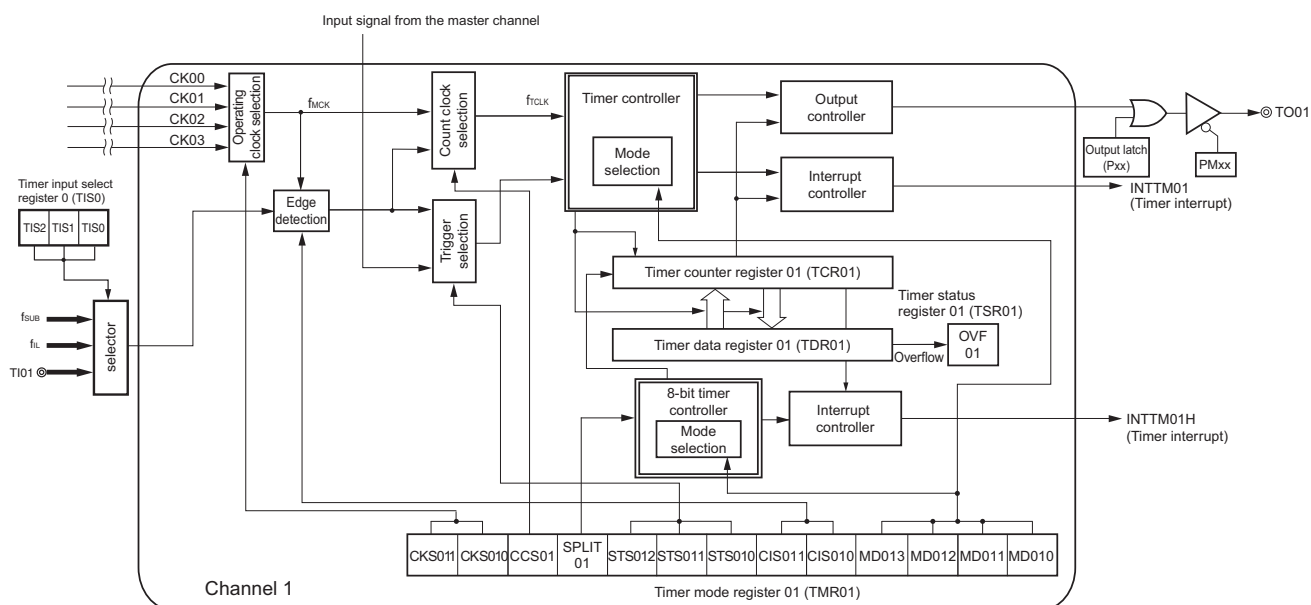 Input signal from the master channel
CK00
CK01
CK02
CK03
Operating
clock selection
fMCK
Count clock
selection
fTCLK
Timer controller
Mode
selection
Output
controller
Output latch
(Pxx)
PMxx
TO01
Interrupt
controller
INTTM01
(Timer interrupt)
Timer input select
register 0 (TIS0)
TIS2
TIS1
TIS0
Edge
detection
Trigger
selection
Timer counter register 01 (TCR01)
Timer status
register 01 (TSR01)
fSUB
fIL
TI01
selector
Timer data register 01 (TDR01)
Overflow
OVF
01
8-bit timer
controller
Mode
selection
Interrupt
controller
INTTM01H
(Timer interrupt)
CKS011
CKS010
CCS01
SPLIT
01
STS012
STS011
STS010
CIS011
CIS010
MD013
MD012
MD011
MD010
Channel 1
Timer mode register 01 (TMR01)